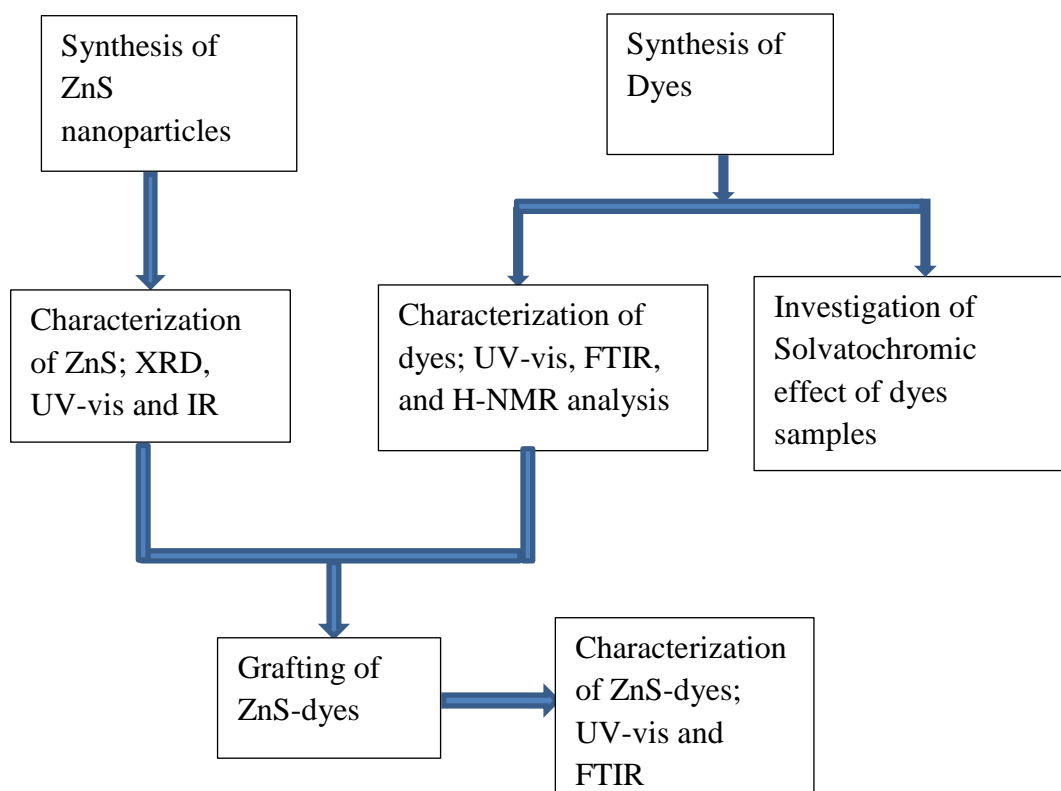 Synthesis of
ZnS
nanoparticles
Synthesis of
Dyes
Characterization
of ZnS; XRD,
UV-vis and IR
Characterization of
dyes; UV-vis, FTIR,
and H-NMR analysis
Investigation of
Solvatochromic
effect of dyes
samples
Grafting of
ZnS-dyes
Characterization
of ZnS-dyes;
UV-vis and
FTIR